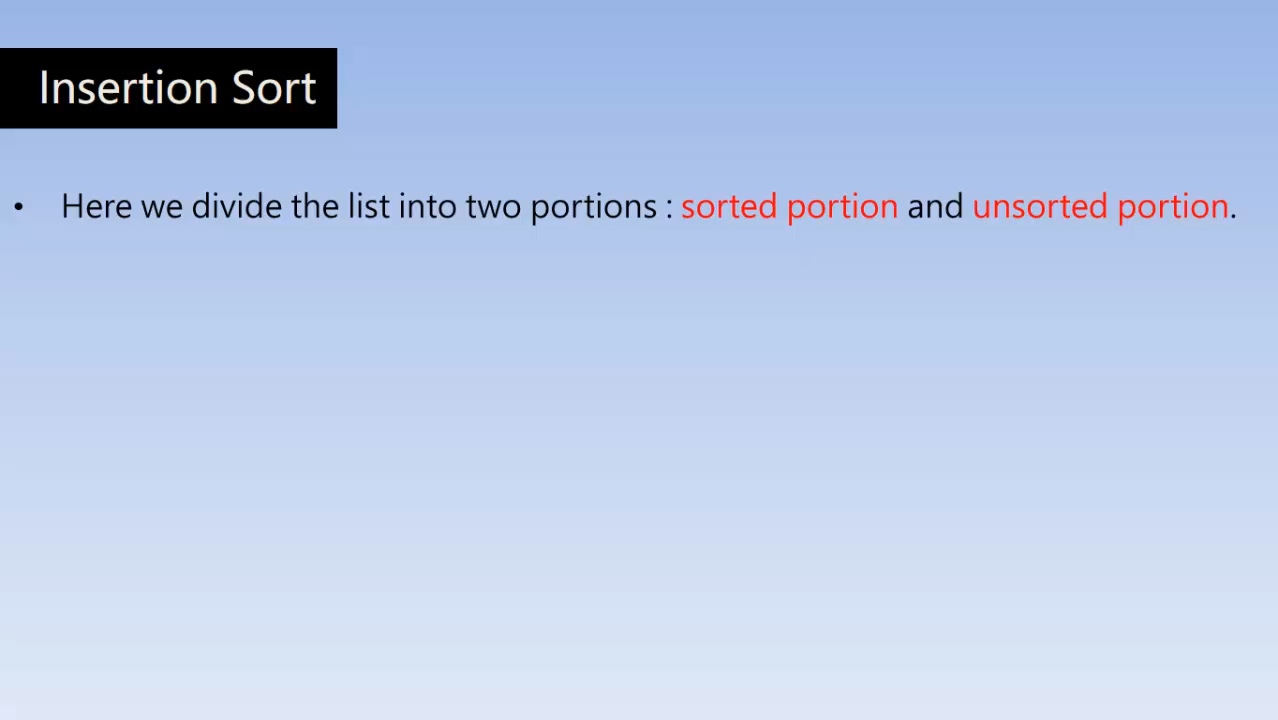 Insertion Sort
• Here we divide the list into two portions : sorted portion and unsorted portion.